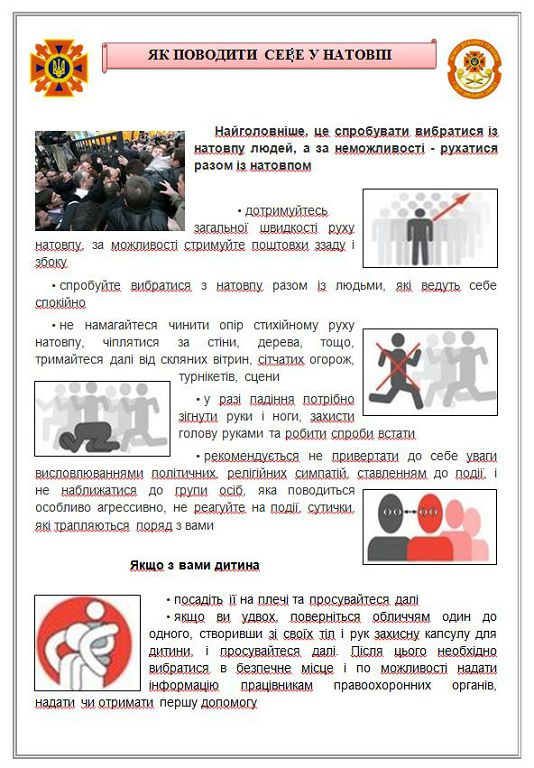 ЯК ПОВОДИТИ СЕБЕ У НАТОВПІ
Найголовніше, це спробувати вибратися із
натовпу людей, а за неможливості - рухатися
разом із натовпом
• дотримуйтесь
загальної швидкості руху
натовпу, за можливості стримуйте поштовхи ззаду і
збоку
• спробуйте вибратися з натовпу разом із людьми, які ведуть себе
спокійно
• не намагайтеся чинити опір стихійному руху
натовпу, чіплятися за стіни, дерева, тощо,
тримайтеся далі від скляних вітрин, сітчатих огорож,
турнікетів, сцени
• у разі падіння потрібно
зігнути руки і ноги, захисти
голову руками та робити спроби встати
• рекомендується не привертати до себе уваги
висловлюваннями політичних, релігійних симпатій, ставленням до події, і
не наближатися до групи осіб, яка поводиться
особливо агрессивно, не реагуйте на події, сутички,
які трапляються поряд з вами
Якщо з вами дитина
• посадіть її на плечі та просувайтеся далі
• якщо ви удвох, поверніться обличчям один до
одного, створивши зі своїх тіл і рук захисну капсулу для
дитини, і просувайтеся далі. Після цього необхідно
вибратися в безпечне місце і по можливості надати
інформацію працівникам правоохоронних органів,
надати чи отримати першу допомогу